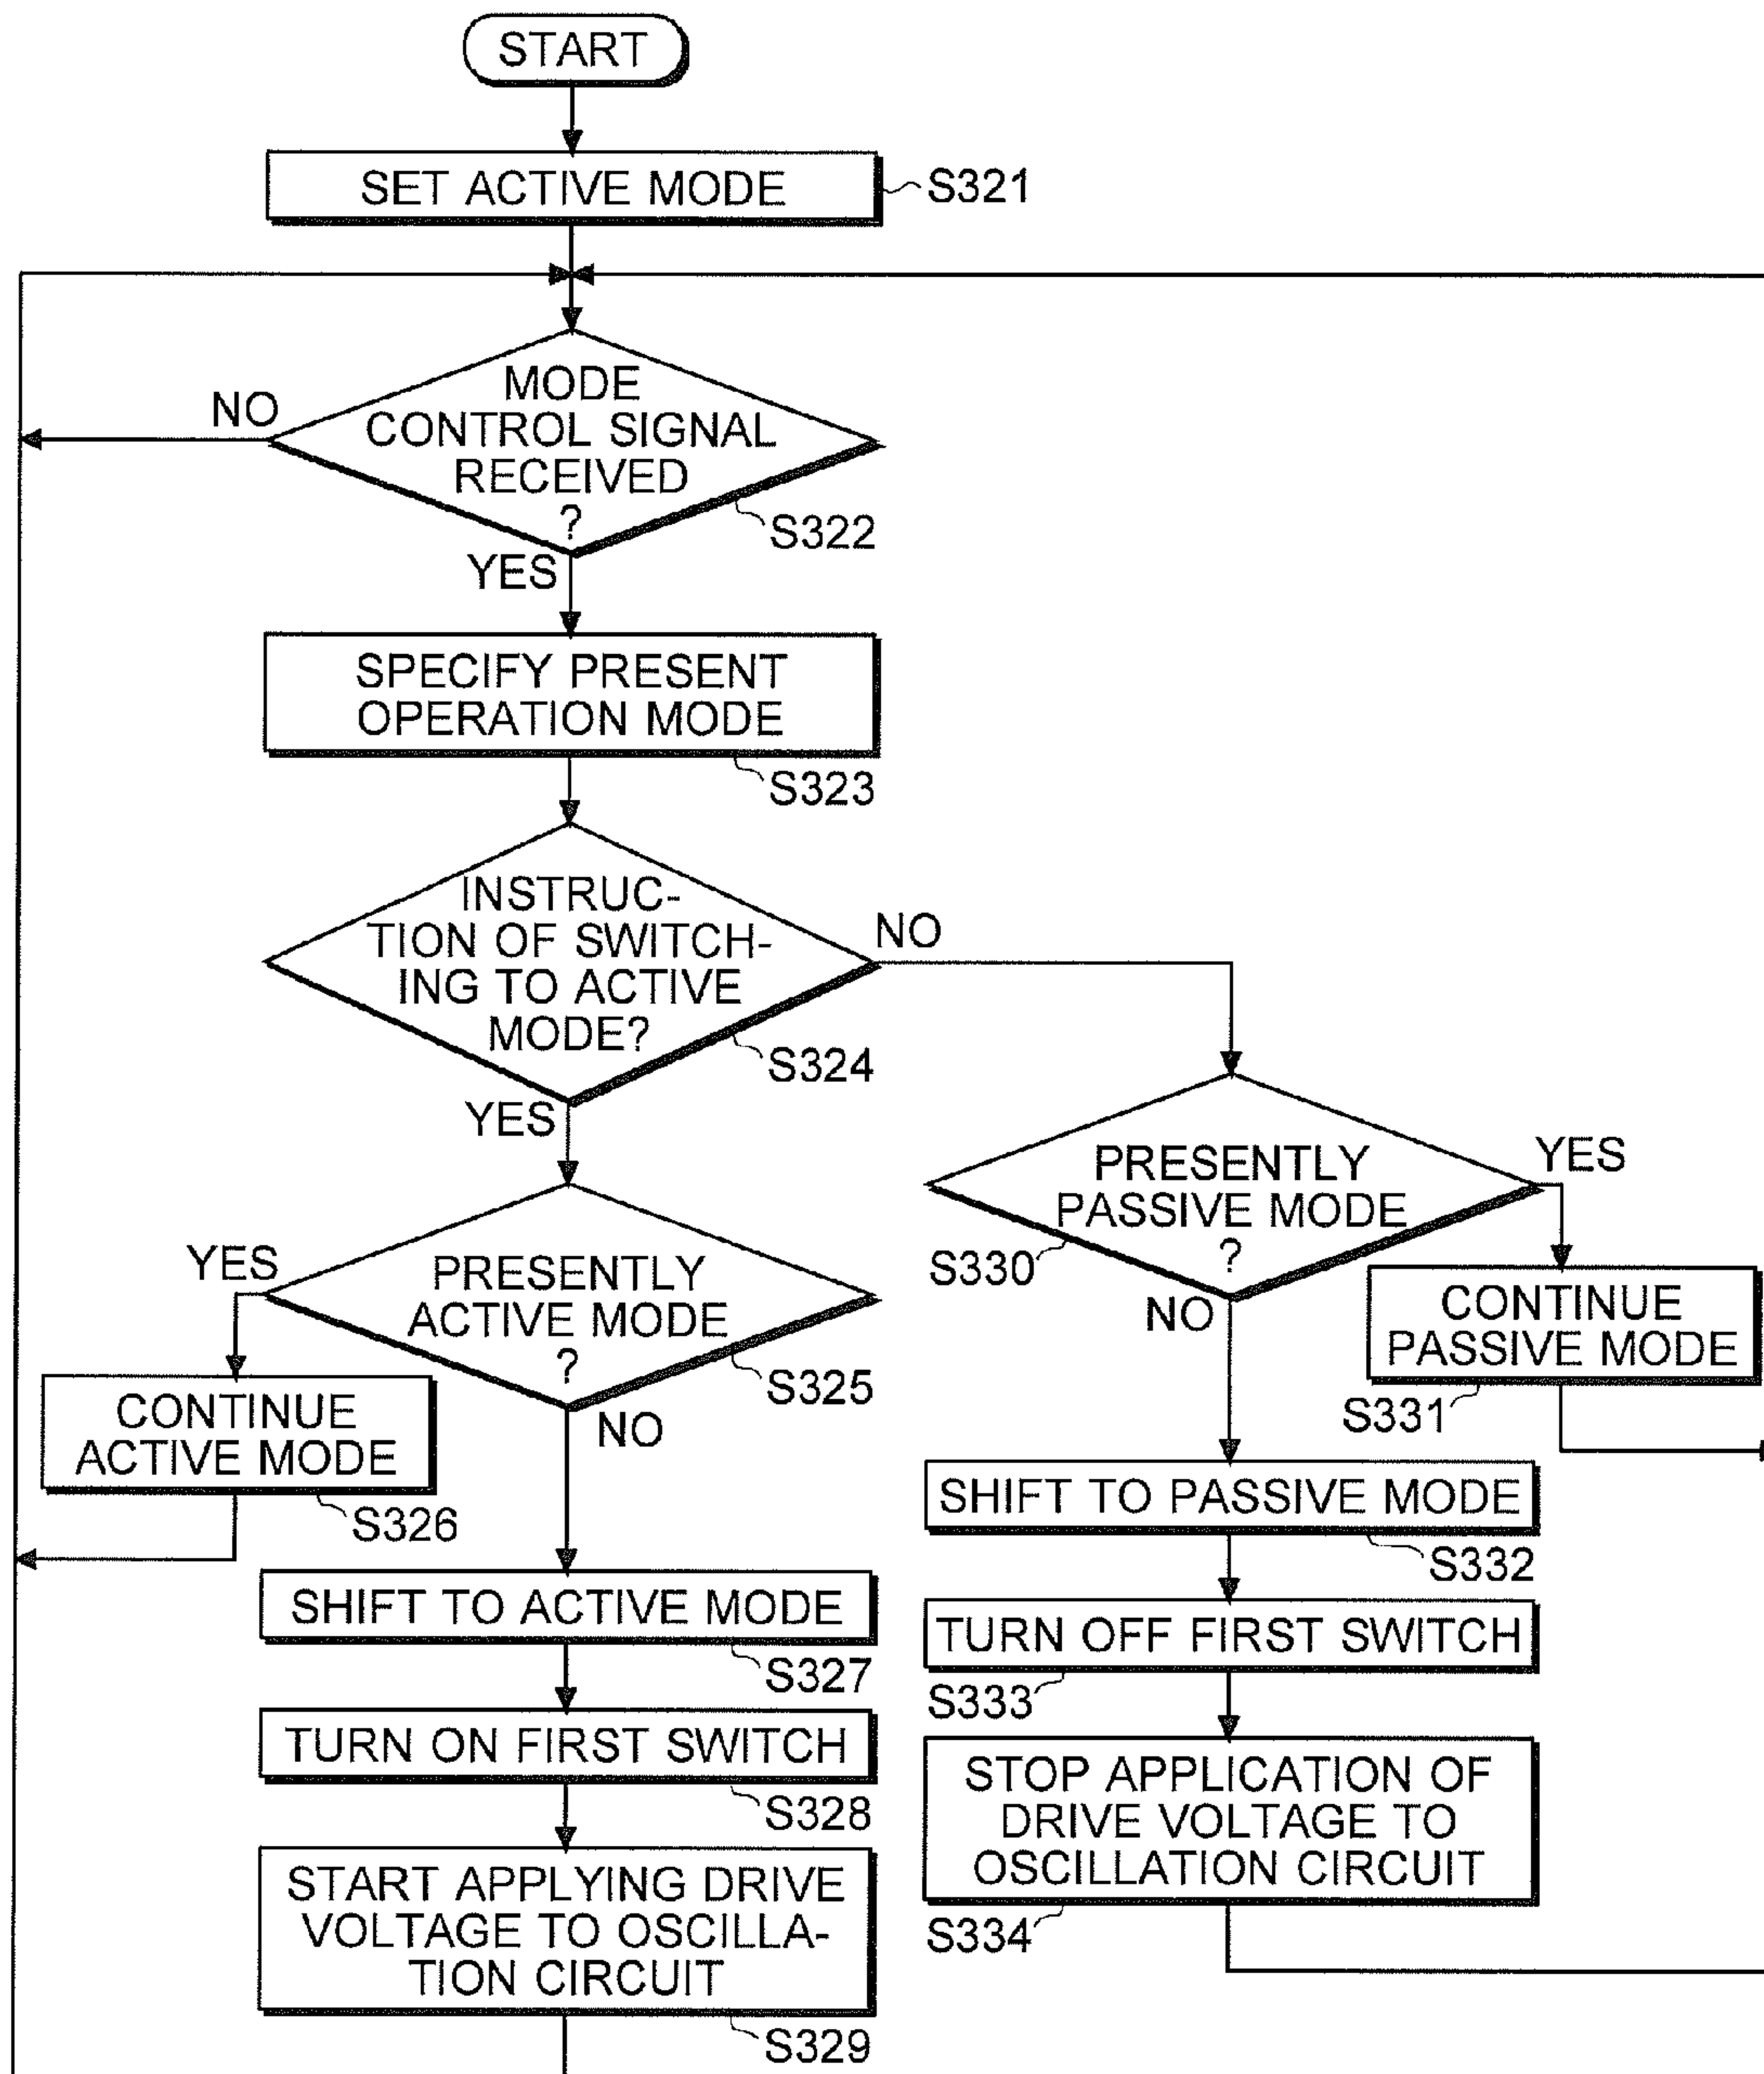 START
SET ACTIVE MODE
S321
MODE
CONTROL SIGNAL
RECEIVED
?
NO
S322
YES
SPECIFY PRESENT
OPERATION MODE
S323
INSTRUC-
TION OF SWITCH-
ING TO ACTIVE
MODE?
NO
S324
YES
PRESENTLY
ACTIVE MODE
?
YES
S325
NO
CONTINUE
ACTIVE MODE
S326
SHIFT TO ACTIVE MODE
S327
TURN ON FIRST SWITCH
S328
START APPLYING DRIVE
VOLTAGE TO OSCILLA-
TION CIRCUIT
S329
PRESENTLY
PASSIVE MODE
?
YES
S330
NO
CONTINUE
PASSIVE MODE
S331
SHIFT TO PASSIVE MODE
S332
TURN OFF FIRST SWITCH
S333
STOP APPLICATION OF
DRIVE VOLTAGE TO
OSCILLATION CIRCUIT
S334